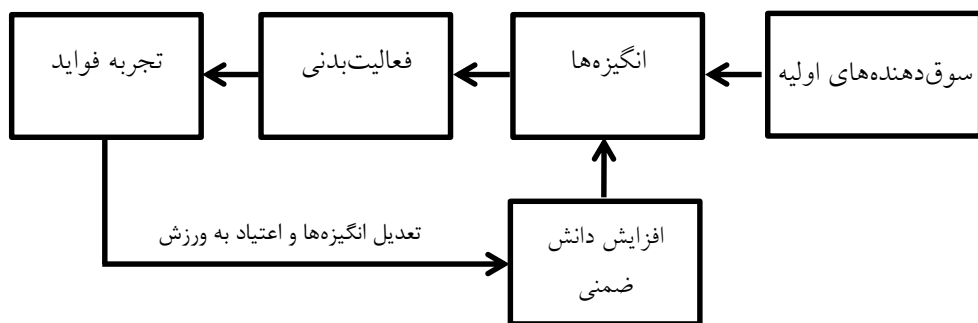 سوق‌دهنده‌های اولیه
انگیزه‌ها
فعالیت‌بدنی
تجربه فواید
تعدیل انگیزه‌ها و اعتیاد به ورزش
افزایش دانش
ضمنی